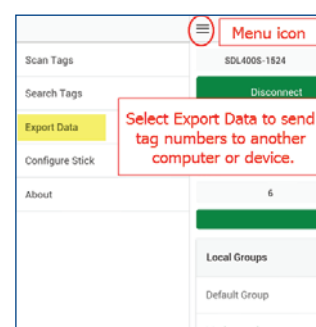 Menu icon
Scan Tags
SDL400S-1524
Search Tags
Disconnect
Export Data
Select Export Data to send
tag numbers to another
computer or device.
Configure Stick
About
6
Local Groups
Default Group